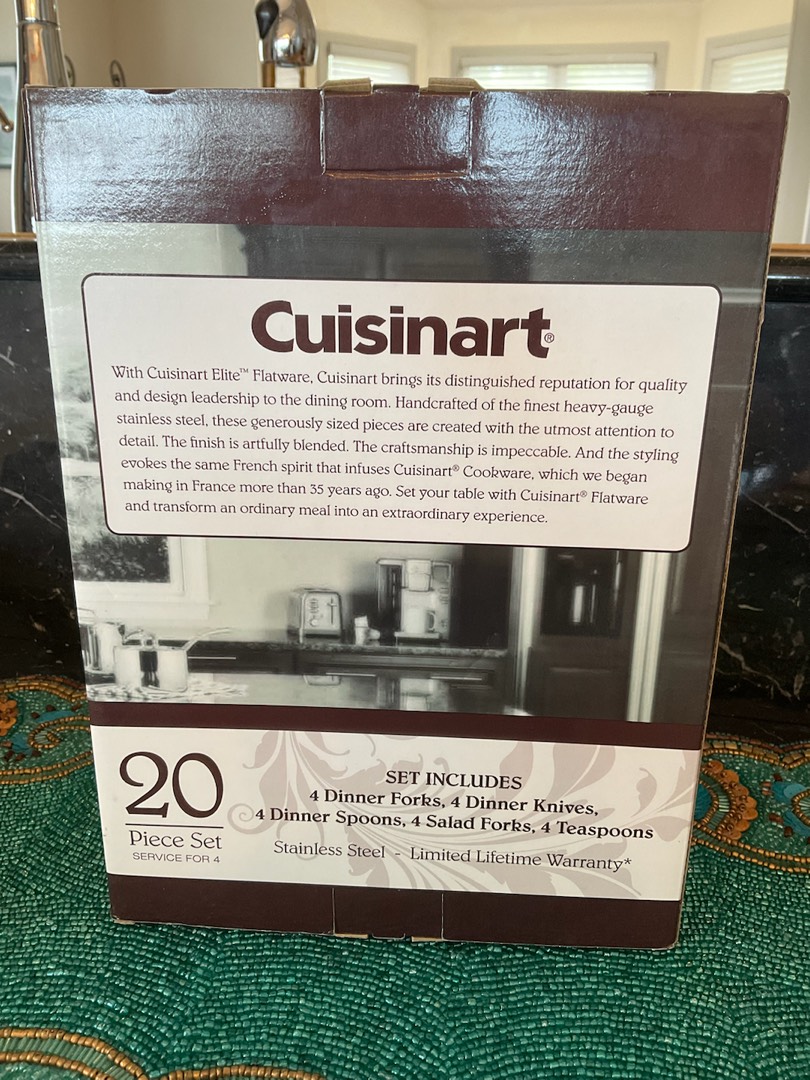 Cuisinart®
With Cuisinart Elite™ Flatware, Cuisinart brings its distinguished reputation for quality
and design leadership to the dining room. Handcrafted of the finest heavy-gauge
stainless steel, these generously sized pieces are created with the utmost attention to
detail. The finish is artfully blended. The craftsmanship is impeccable. And the styling
evokes the same French spirit that infuses Cuisinart® Cookware, which we began
making in France more than 35 years ago. Set your table with Cuisinart® Flatware
and transform an ordinary meal into an extraordinary experience.
20
Piece Set
SERVICE FOR 4
SET INCLUDES
4 Dinner Forks, 4 Dinner Knives,
4 Dinner Spoons, 4 Salad Forks, 4 Teaspoons
Stainless Steel - Limited Lifetime Warranty*